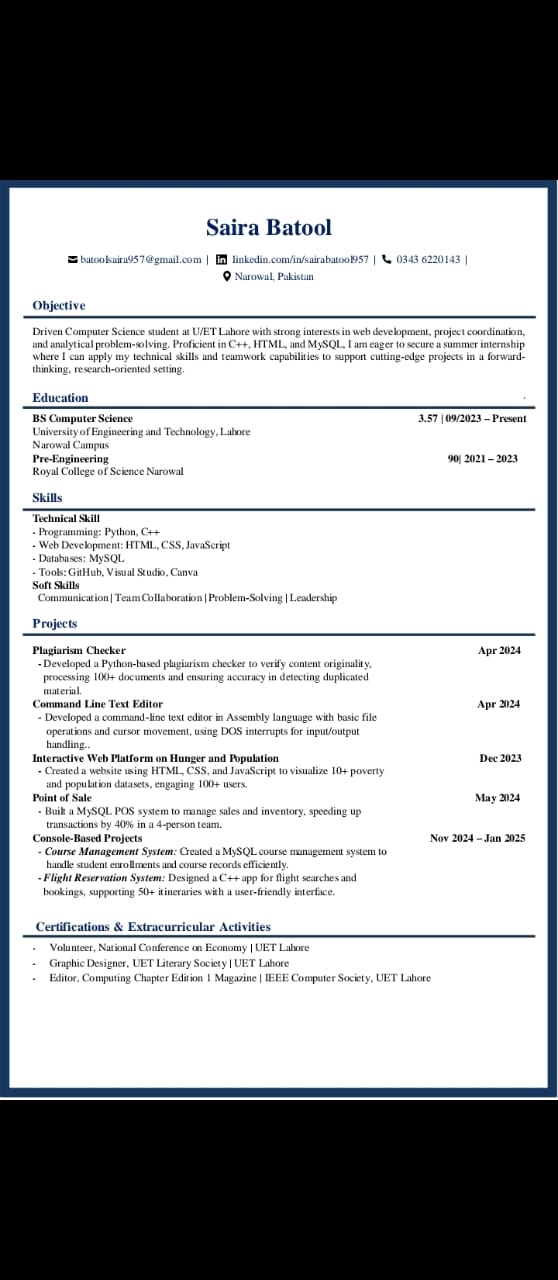 Saira Batool
batoolsaira957@gmail.com | linkedin.com/in/sairabatool957 | 0343 6220143 |
Narowal, Pakistan
Objective
Driven Computer Science student at U/ET Lahore with strong interests in web development, project coordination,
and analytical problem-solving. Proficient in C++, HTML, and MySQL, I am eager to secure a summer internship
where I can apply my technical skills and teamwork capabilities to support cutting-edge projects in a forward-
thinking, research-oriented setting.
Education .
BS Computer Science 3.57 | 09/2023 – Present
University of Engineering and Technology, Lahore
Narowal Campus
Pre-Engineering 90| 2021 – 2023
Royal College of Science Narowal
Skills
Technical Skill
- Programming: Python, C++
- Web Development: HTML, CSS, JavaScript
- Databases: MySQL
- Tools: GitHub, Visual Studio, Canva
Soft Skills
Communication | Team Collaboration | Problem-Solving | Leadership
Projects
Plagiarism Checker Apr 2024
- Developed a Python-based plagiarism checker to verify content originality,
processing 100+ documents and ensuring accuracy in detecting duplicated
material.
Command Line Text Editor Apr 2024
- Developed a command-line text editor in Assembly language with basic file
operations and cursor movement, using DOS interrupts for input/output
handling..
Interactive Web Platform on Hunger and Population Dec 2023
- Created a website using HTML, CSS, and JavaScript to visualize 10+ poverty
and population datasets, engaging 100+ users.
Point of Sale May 2024
- Built a MySQL POS system to manage sales and inventory, speeding up
transactions by 40% in a 4-person team.
Console-Based Projects Nov 2024 – Jan 2025
- Course Management System: Created a MySQL course management system to
handle student enrollments and course records efficiently.
- Flight Reservation System: Designed a C++ app for flight searches and
bookings, supporting 50+ itineraries with a user-friendly interface.
Certifications & Extracurricular Activities
- Volunteer, National Conference on Economy | UET Lahore
- Graphic Designer, UET Literary Society | UET Lahore
- Editor, Computing Chapter Edition 1 Magazine | IEEE Computer Society, UET Lahore